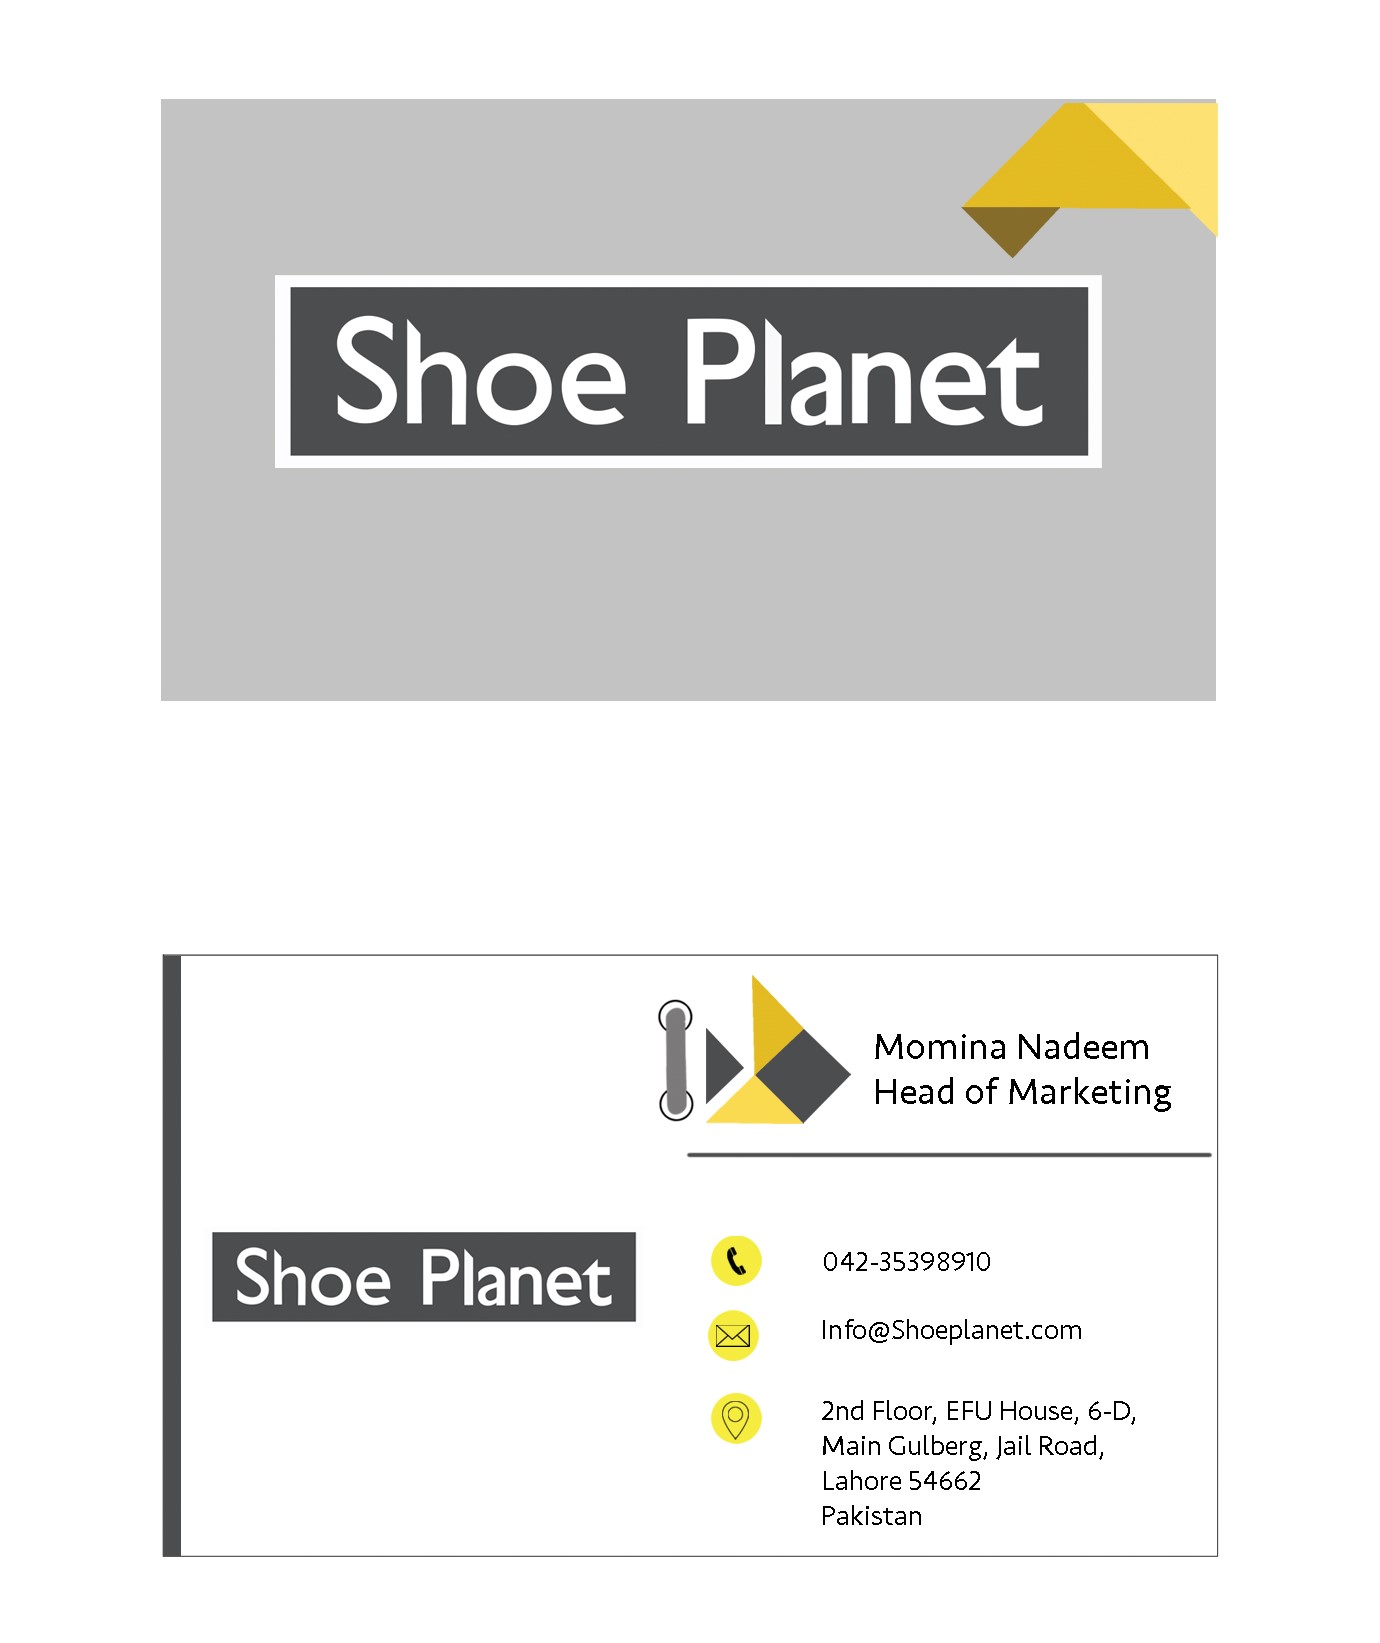 Shoe Planet
Momina Nadeem
Head of Marketing
Shoe Planet
042-35398910
Info@Shoeplanet.com
2nd Floor, EFU House, 6-D,
Main Gulberg, Jail Road,
Lahore 54662
Pakistan